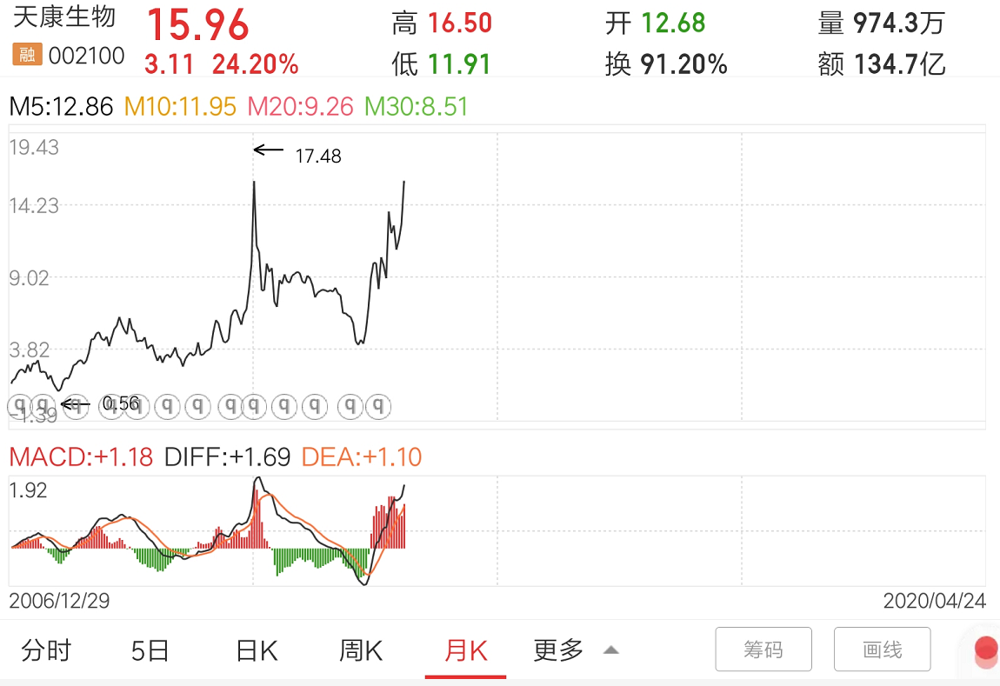 天康生物 15.96 高 16.50 开 12.68 量 974.3万
融 002100 3.11 24.20% 低 11.91 换 91.20% 额 134.7亿
M5:12.86 M10:11.95 M20:9.26 M30:8.51
19.43
17.48
14.23
9.02
3.82
q q q 0.56 q q q q q q q q q q
-1.39
MACD:+1.18 DIFF:+1.69 DEA:+1.10
1.92
2006/12/29 2020/04/24
分时 5日 日K 周K 月K 更多 筹码 画线